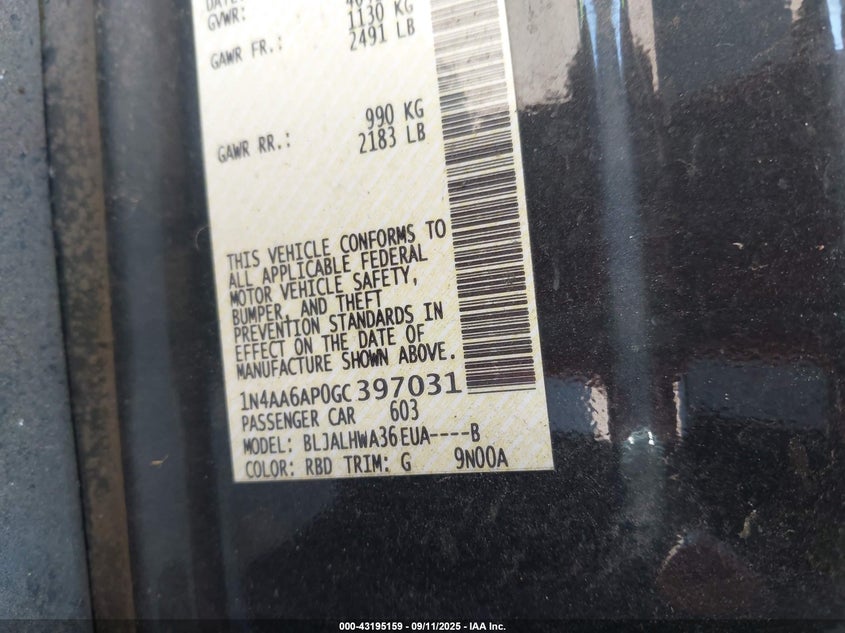 GVWR:
1130 KG
GAWR FR.:
2491 LB
990 KG
GAWR RR.:
2183 LB
THIS VEHICLE CONFORMS TO
ALL APPLICABLE FEDERAL
MOTOR VEHICLE SAFETY,
BUMPER, AND THEFT
PREVENTION STANDARDS IN
EFFECT ON THE DATE OF
MANUFACTURE SHOWN ABOVE.
1N4AA6AP0GC397031
PASSENGER CAR 603
MODEL: BLJALHWA36EUA----B
COLOR: RBD TRIM: G 9N00A
000-43195159 - 09/11/2025 - IAA Inc.